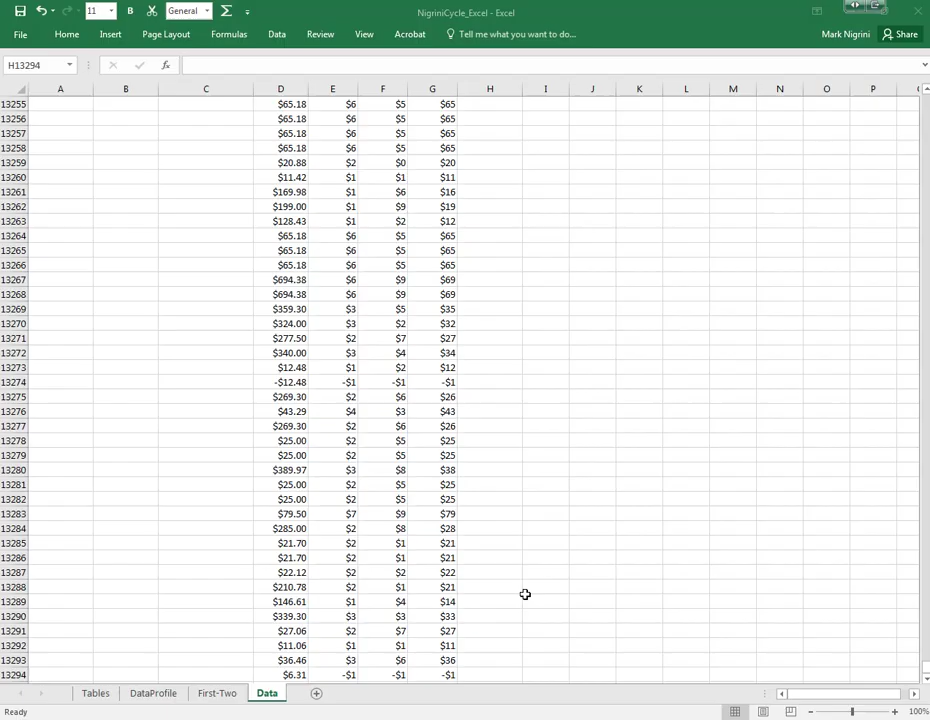 11 B General NigriniCycle_Excel - Excel
File Home Insert Page Layout Formulas Data Review View Acrobat Tell me what you want to do... Mark Nigrini Share
H13294 fx
A B C D E F G H I J K L M N O P
13255 $65.18 $6 $5 $65
13256 $65.18 $6 $5 $65
13257 $65.18 $6 $5 $65
13258 $65.18 $6 $5 $65
13259 $20.88 $2 $0 $20
13260 $11.42 $1 $1 $11
13261 $169.98 $1 $6 $16
13262 $199.00 $1 $9 $19
13263 $128.43 $1 $2 $12
13264 $65.18 $6 $5 $65
13265 $65.18 $6 $5 $65
13266 $65.18 $6 $5 $65
13267 $694.38 $6 $9 $69
13268 $694.38 $6 $9 $69
13269 $359.30 $3 $5 $35
13270 $324.00 $3 $2 $32
13271 $277.50 $2 $7 $27
13272 $340.00 $3 $4 $34
13273 $12.48 $1 $2 $12
13274 -$12.48 -$1 -$1 -$1
13275 $269.30 $2 $6 $26
13276 $43.29 $4 $3 $43
13277 $269.30 $2 $6 $26
13278 $25.00 $2 $5 $25
13279 $25.00 $2 $5 $25
13280 $389.97 $3 $8 $38
13281 $25.00 $2 $5 $25
13282 $25.00 $2 $5 $25
13283 $79.50 $7 $9 $79
13284 $285.00 $2 $8 $28
13285 $21.70 $2 $1 $21
13286 $21.70 $2 $1 $21
13287 $22.12 $2 $2 $22
13288 $210.78 $2 $1 $21
13289 $146.61 $1 $4 $14
13290 $339.30 $3 $3 $33
13291 $27.06 $2 $7 $27
13292 $11.06 $1 $1 $11
13293 $36.46 $3 $6 $36
13294 $6.31 -$1 -$1 -$1
Tables DataProfile First-Two Data
Ready 100%